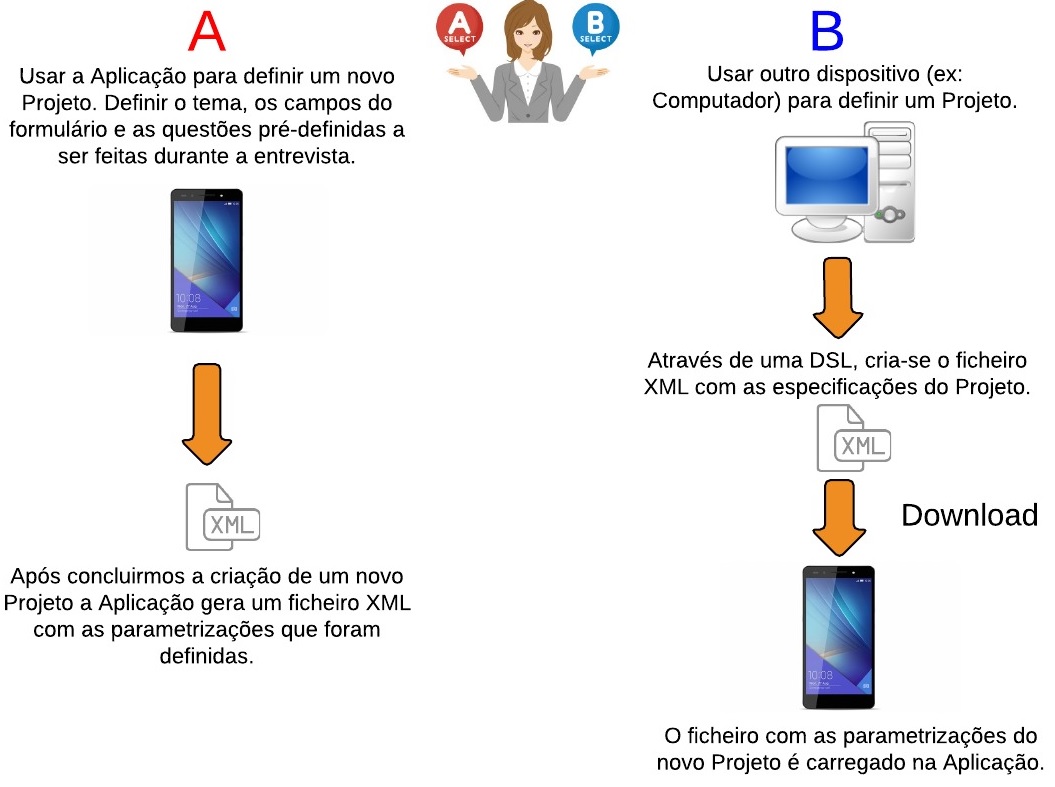 A
Usar a Aplicação para definir um novo
Projeto. Definir o tema, os campos do
formulário e as questões pré-definidas a
ser feitas durante a entrevista.
10:08
XML
Após concluirmos a criação de um novo
Projeto a Aplicação gera um ficheiro XML
com as parametrizações que foram
definidas.
A
SELECT
B
SELECT
B
Usar outro dispositivo (ex:
Computador) para definir um Projeto.
Através de uma DSL, cria-se o ficheiro
XML com as especificações do Projeto.
XML
Download
10:08
O ficheiro com as parametrizações do
novo Projeto é carregado na Aplicação.